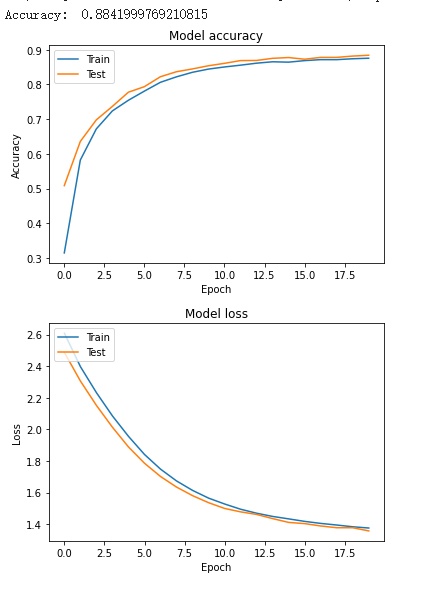 Accuracy: 0.8841999769210815
Model accuracy
Train
Test
0.9
0.8
0.7
0.6
0.5
0.4
0.3
Accuracy
0.0 2.5 5.0 7.5 10.0 12.5 15.0 17.5
Epoch
Model loss
Train
Test
2.6
2.4
2.2
2.0
1.8
1.6
1.4
Loss
0.0 2.5 5.0 7.5 10.0 12.5 15.0 17.5
Epoch